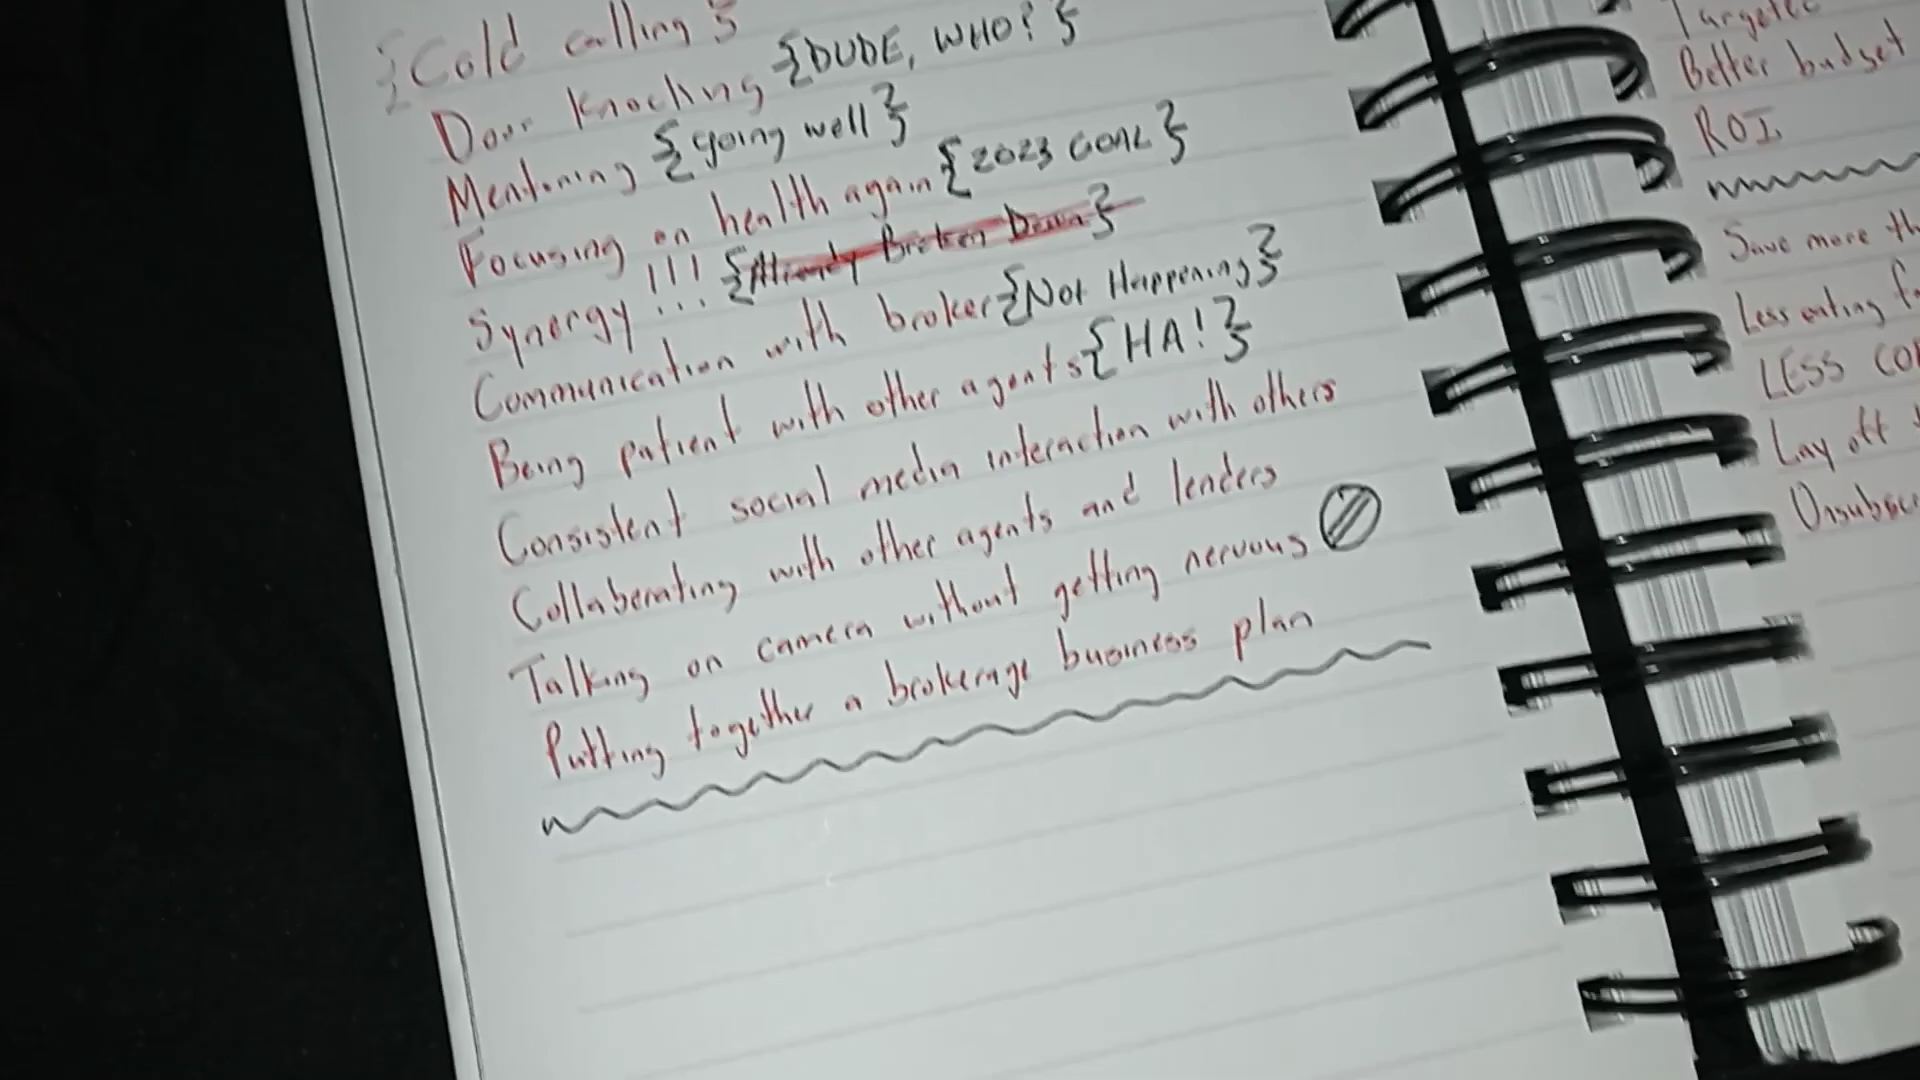 {Cold calling}
Door Knocking {DUDE, WHO?}
Mentoring {going well}
Focusing on health again {2023 GOAL}
Synergy!!! {Already Broken Down}
Communication with broker {Not Happening}
Being patient with other agents {HA!}
Consistent social media interaction with others
Collaberating with other agents and lenders
Talking on camera without getting nervous
Putting together a brokerage business plan
Targeted
Better budget
ROI
Save more
Less eating
LESS
Lay off